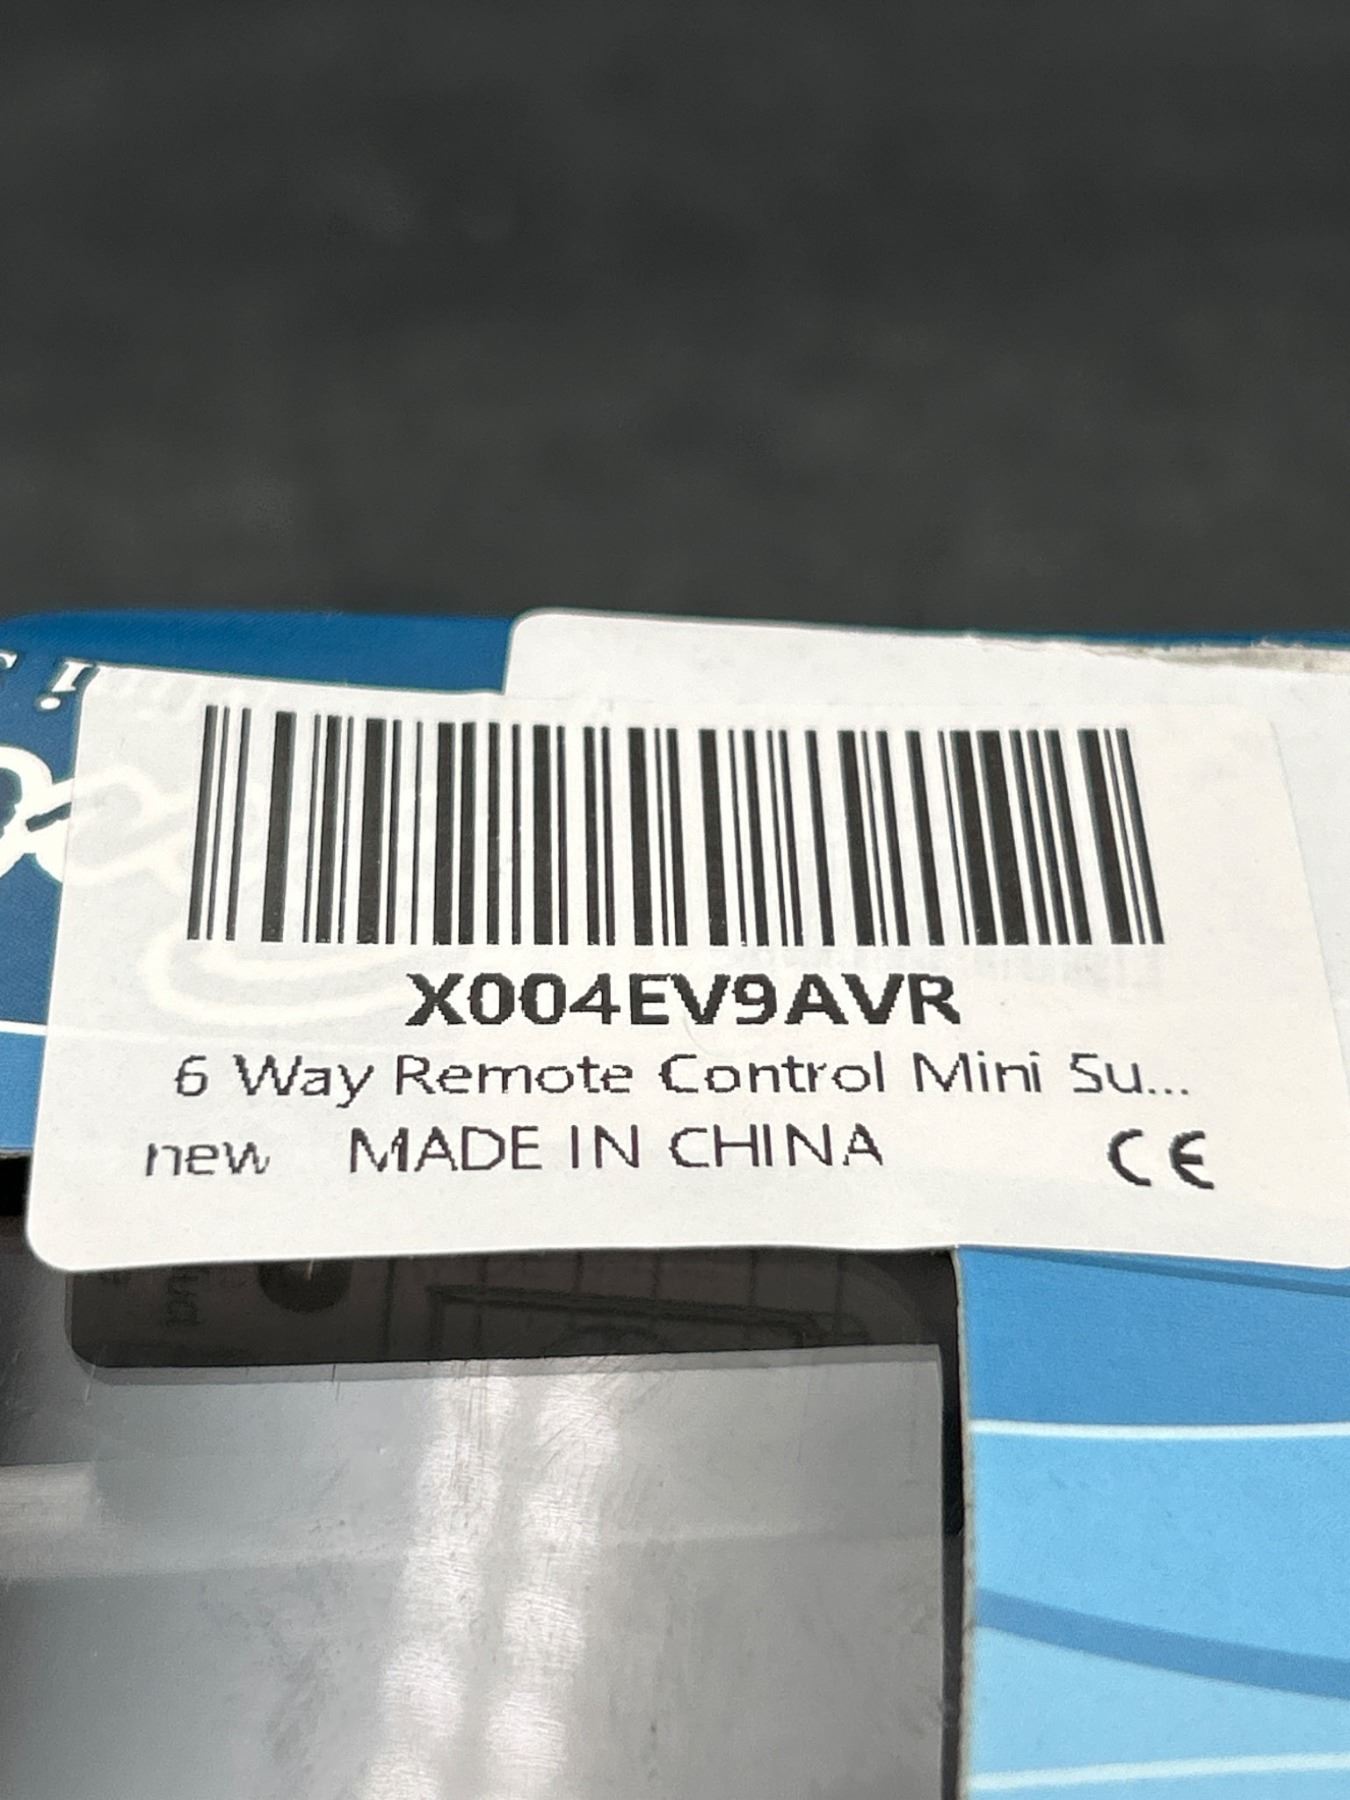 X004EV9AVR
6 Way Remote Control Mini Su...
new MADE IN CHINA
CE